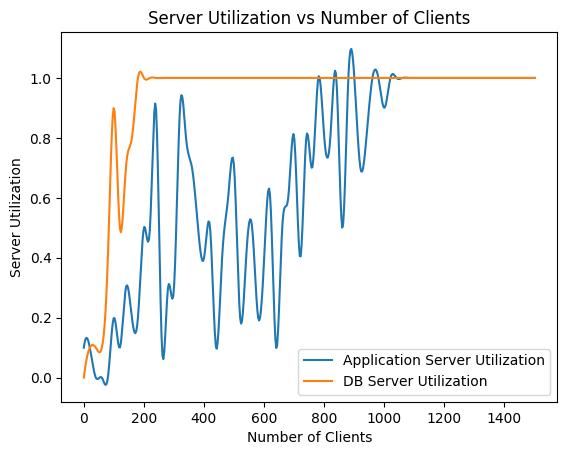 Server Utilization vs Number of Clients
Server Utilization
1.0
0.8
0.6
0.4
0.2
0.0
0
200
400
600
800
1000
1200
1400
Number of Clients
Application Server Utilization
DB Server Utilization